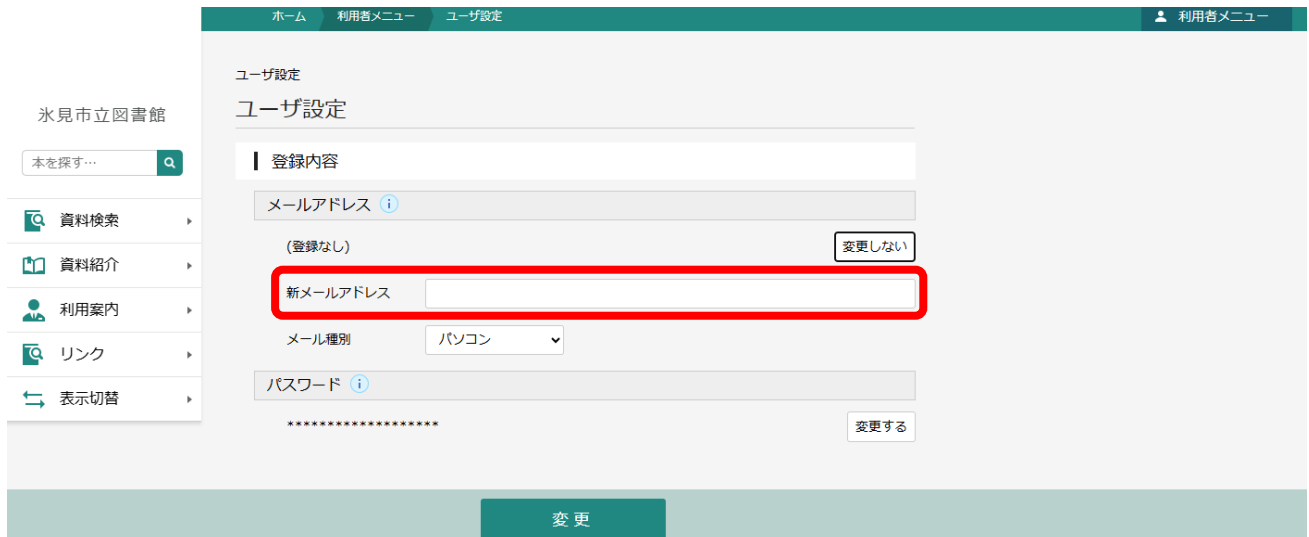 ホーム 利用者メニュー ユーザ設定 利用者メニュー
氷見市立図書館
本を探す…
資料検索
資料紹介
利用案内
リンク
表示切替
ユーザ設定
ユーザ設定
登録内容
メールアドレス i
(登録なし) 変更しない
新メールアドレス
メール種別 パソコン
パスワード i
******************* 変更する
変更